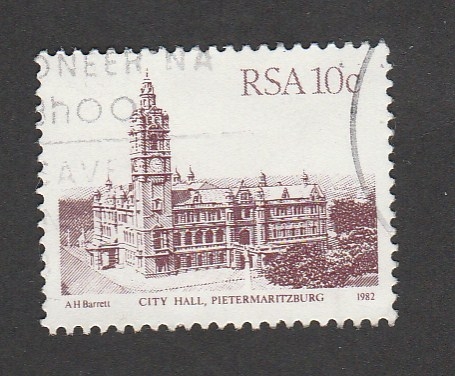 ONEER NA
RSA 10c
hoo
AVE
A H Barrett CITY HALL, PIETERMARITZBURG 1982